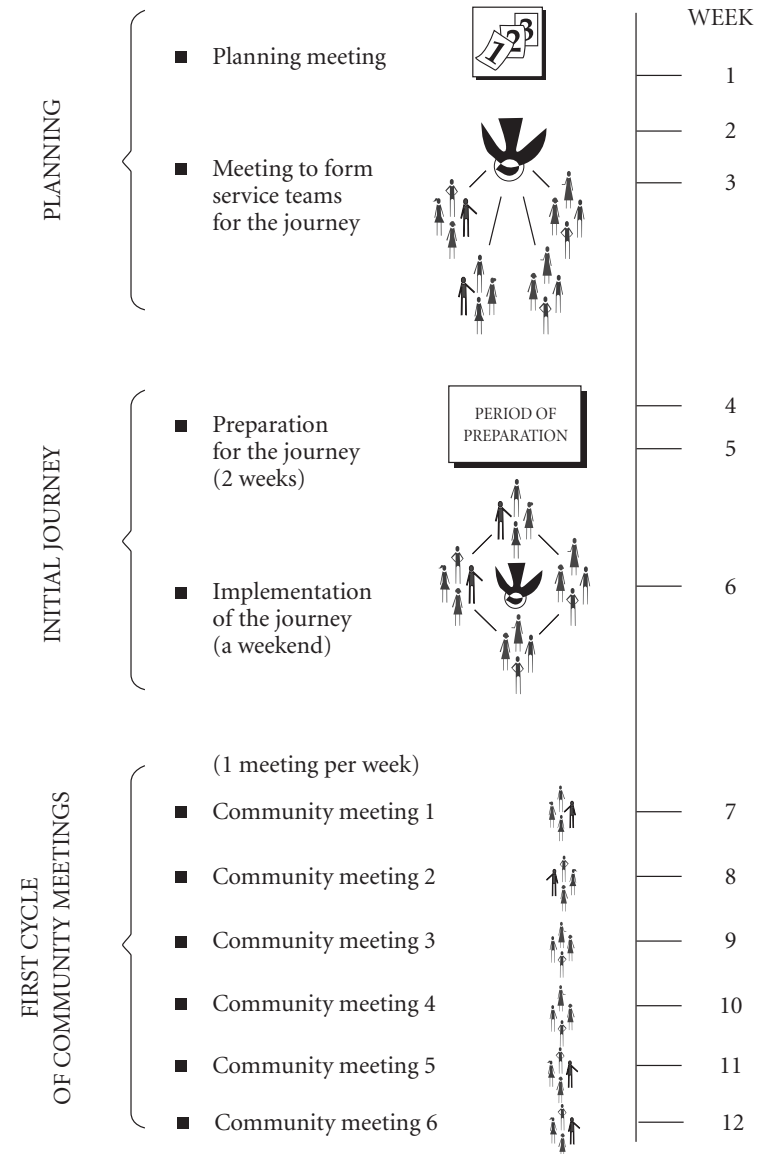 WEEK
PLANNING
Planning meeting
1 2 3
1
2
Meeting to form
service teams
for the journey
3
INITIAL JOURNEY
Preparation
for the journey
(2 weeks)
PERIOD OF
PREPARATION
4
5
Implementation
of the journey
(a weekend)
6
FIRST CYCLE
OF COMMUNITY MEETINGS
(1 meeting per week)
Community meeting 1
7
Community meeting 2
8
Community meeting 3
9
Community meeting 4
10
Community meeting 5
11
Community meeting 6
12